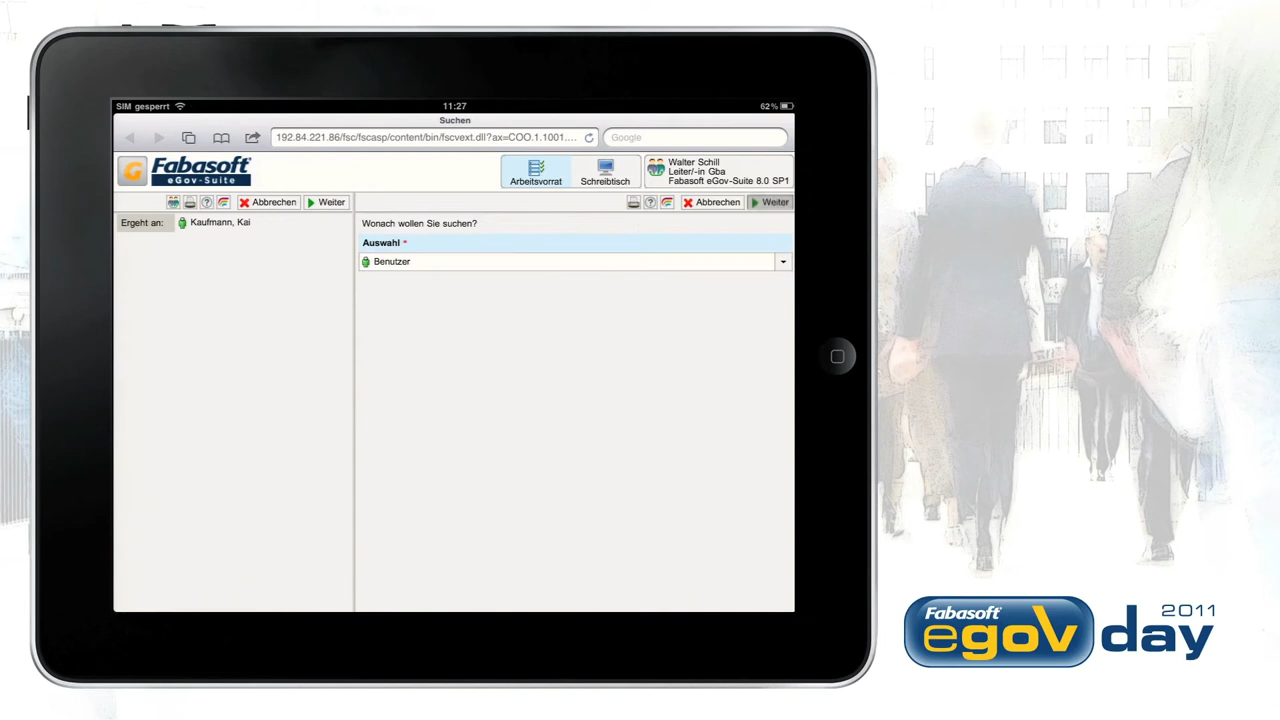 SIM gesperrt
11:27
62 %
Suchen
192.84.221.86/fsc/fscasp/content/bin/fscvext.dll?ax=COO.1.1001....
Google
Fabasoft
eGov-Suite
Arbeitsvorrat
Schreibtisch
Walter Schill
Leiter/-in Gba
Fabasoft eGov-Suite 8.0 SP1
Abbrechen
Weiter
Abbrechen
Weiter
Ergeht an:
Kaufmann, Kai
Wonach wollen Sie suchen?
Auswahl *
Benutzer
Fabasoft
egov day
2011